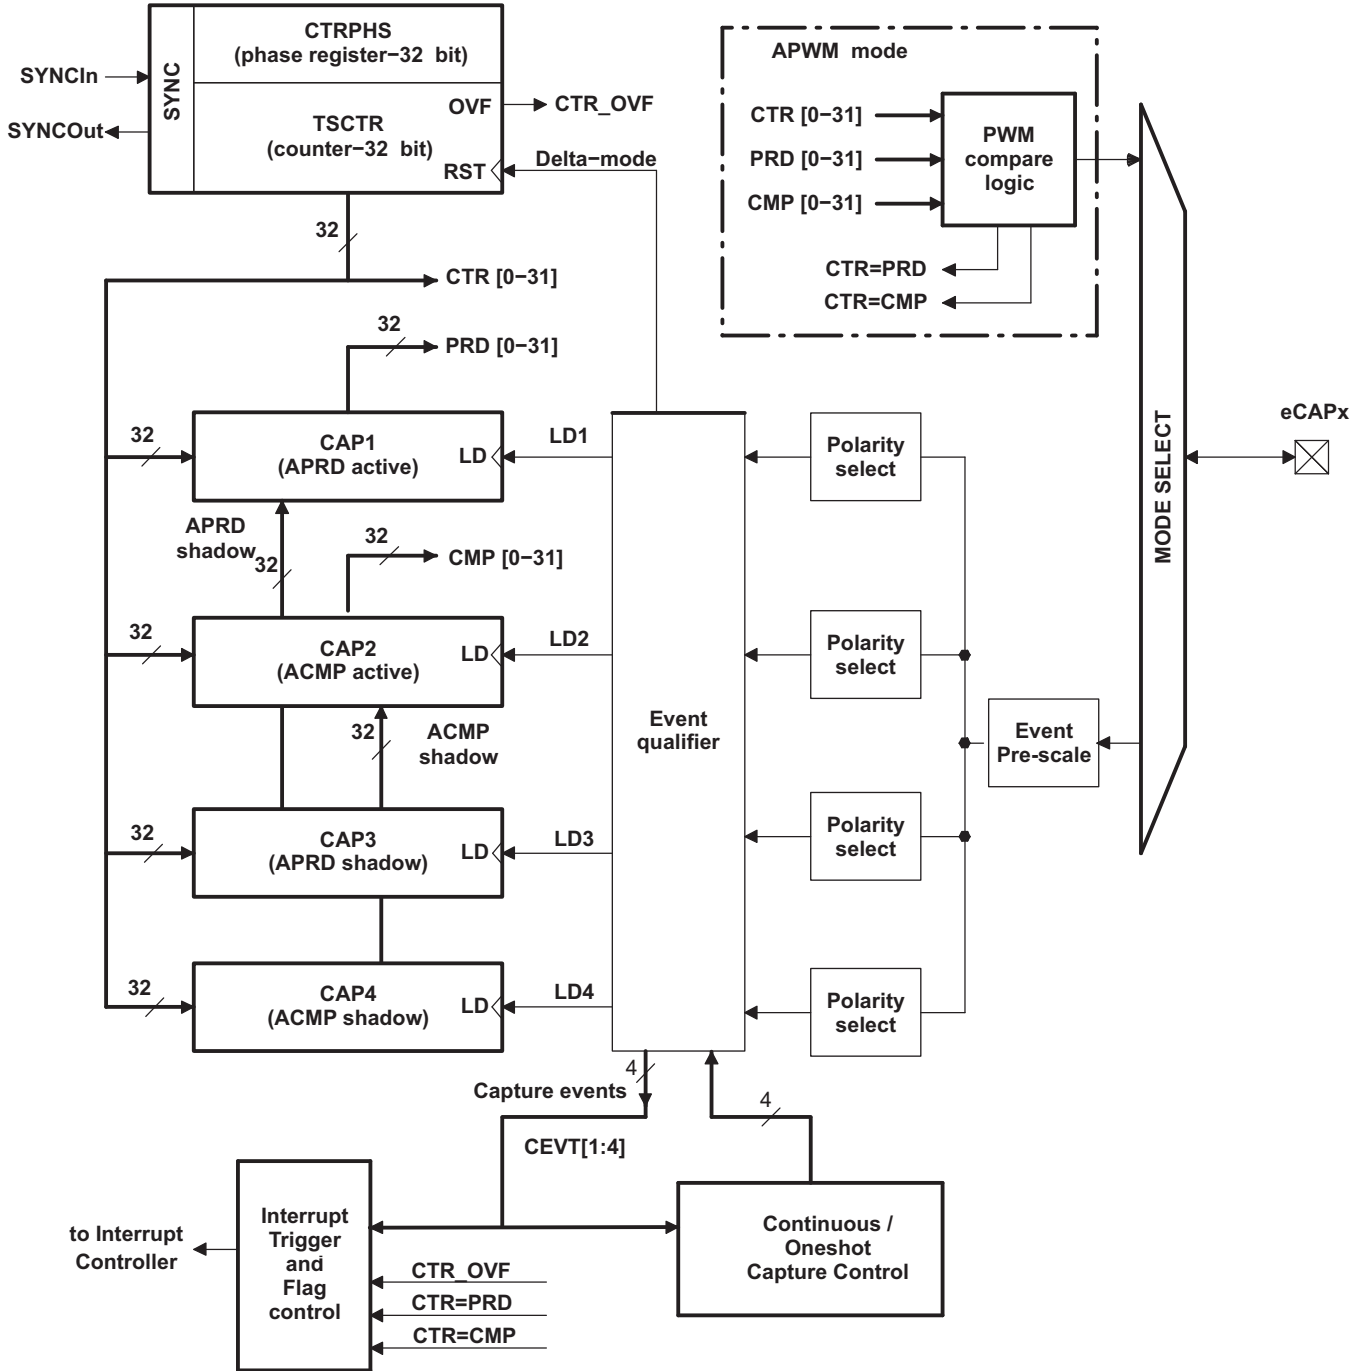 CTRPHS
(phase register−32 bit)
APWM mode
SYNCIn
SYNC
OVF
CTR_OVF
SYNCOut
TSCTR
(counter−32 bit)
RST
Delta−mode
CTR [0−31]
PRD [0−31]
CMP [0−31]
PWM
compare
logic
CTR=PRD
CTR=CMP
32
CTR [0−31]
32
PRD [0−31]
MODE SELECT
eCAPx
32
CAP1
(APRD active)
LD
LD1
Polarity
select
APRD
shadow
32
32
CMP [0−31]
32
CAP2
(ACMP active)
LD
LD2
Polarity
select
32
ACMP
shadow
Event
qualifier
Event
Pre-scale
32
CAP3
(APRD shadow)
LD
LD3
Polarity
select
32
CAP4
(ACMP shadow)
LD
LD4
Polarity
select
4
Capture events
4
CEVT[1:4]
to Interrupt
Controller
Interrupt
Trigger
and
Flag
control
CTR_OVF
CTR=PRD
CTR=CMP
Continuous /
Oneshot
Capture Control